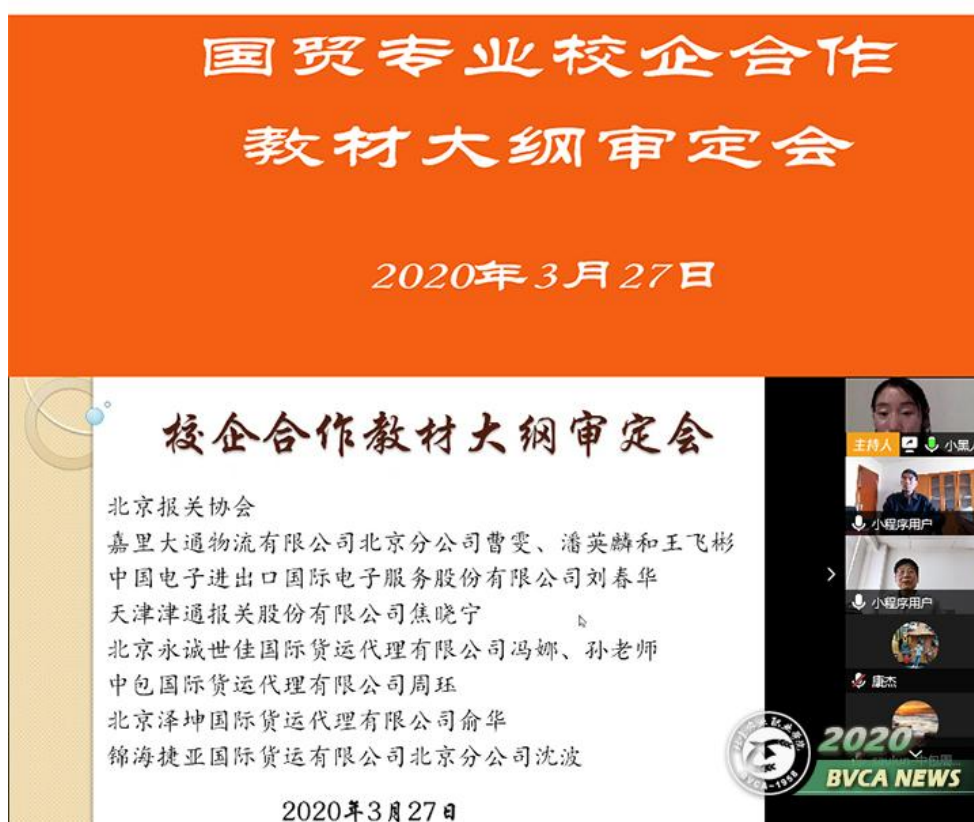 国贸专业校企合作
教材大纲审定会
2020年3月27日
校企合作教材大纲审定会
北京报关协会
嘉里大通物流有限公司北京分公司曹雯、潘英麟和王飞彬
中国电子进出口国际电子服务股份有限公司刘春华
天津津通报关股份有限公司焦晓宁
北京永诚世佳国际货运代理有限公司冯娜、孙老师
中包国际货运代理有限公司周珏
北京泽坤国际货运代理有限公司俞华
锦海捷亚国际货运有限公司北京分公司沈波
2020年3月27日
主持人 小黑人
小程序用户
小程序用户
康杰
2020
BVCA NEWS
BVCA-1958